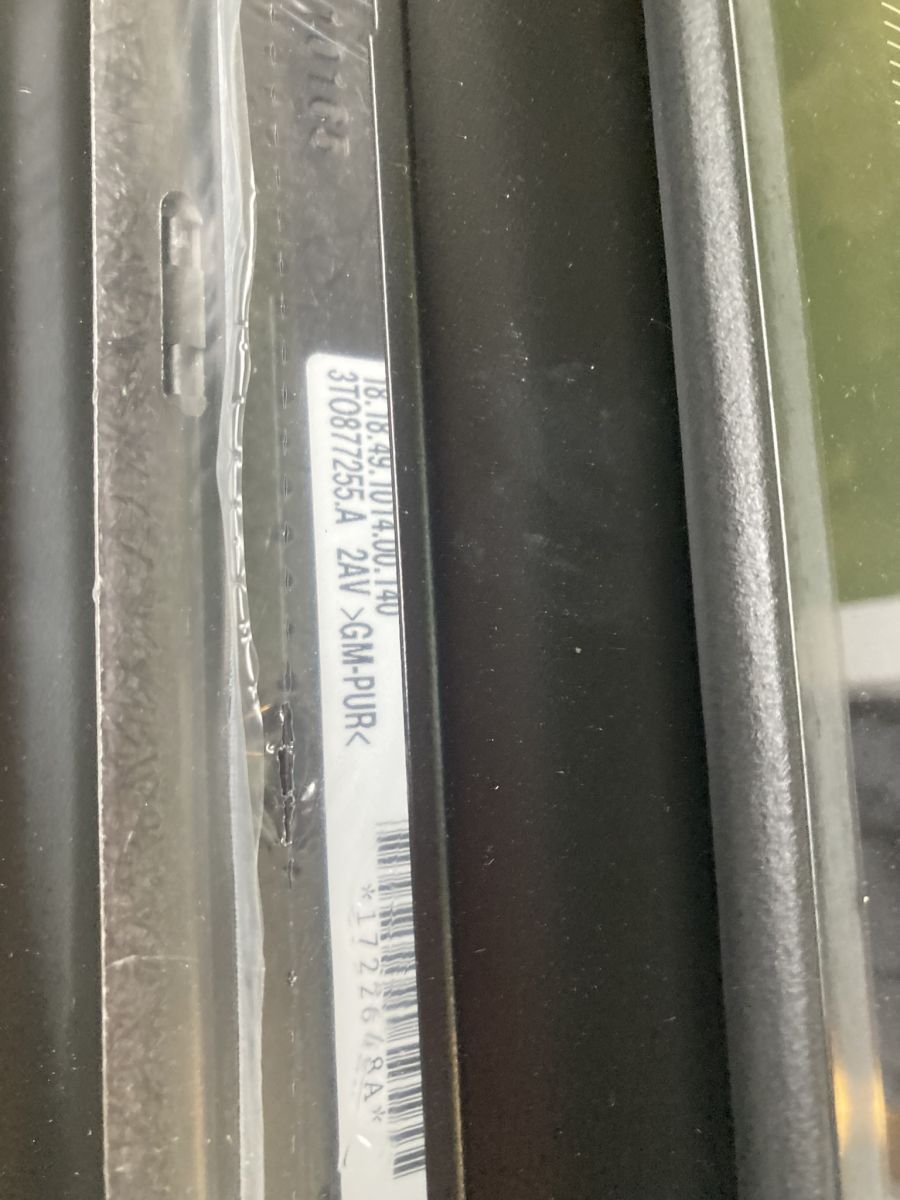 18.18.49.1014.00.140
3T0877255.A 2AV >GM-PUR<
*1722648A*